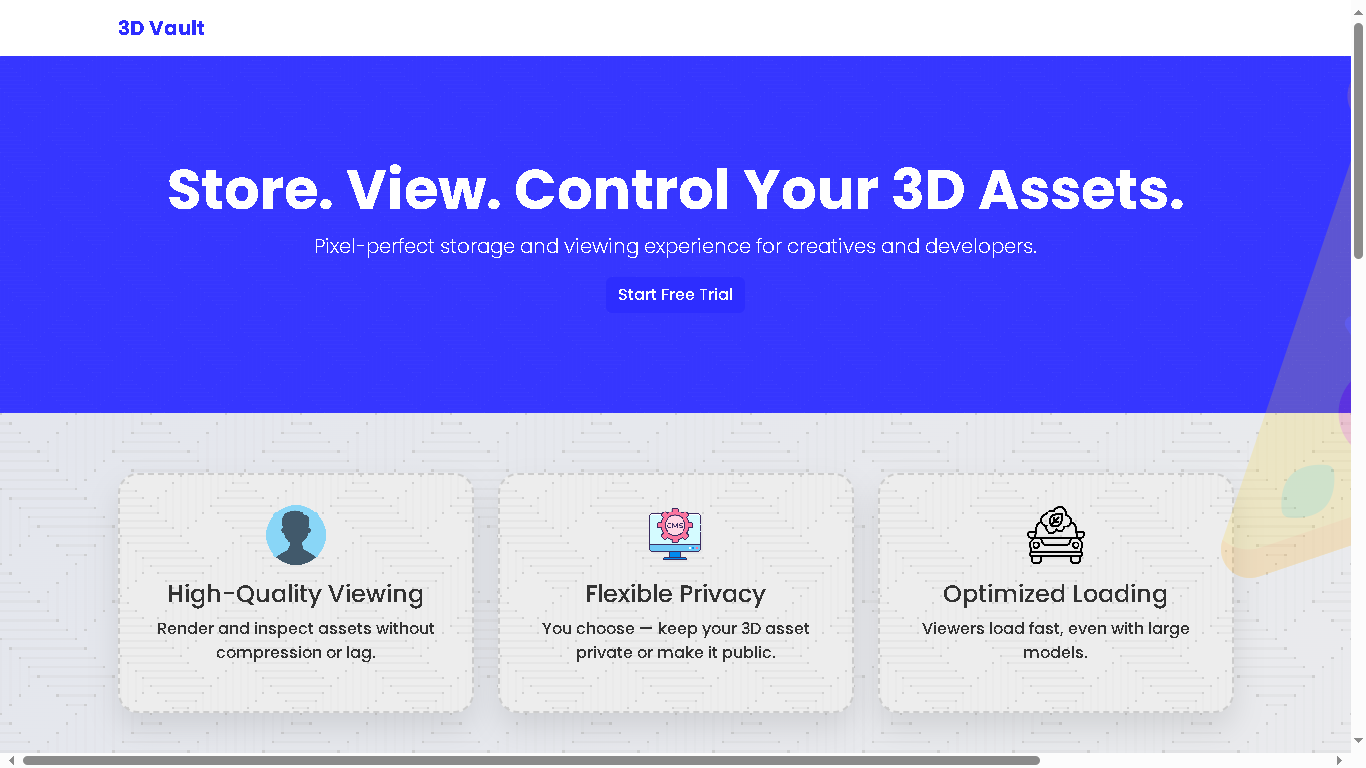 3D Vault
Store. View. Control Your 3D Assets.
Pixel-perfect storage and viewing experience for creatives and developers.
Start Free Trial
CMS
High-Quality Viewing
Flexible Privacy
Optimized Loading
Render and inspect assets without
compression or lag.
You choose — keep your 3D asset
private or make it public.
Viewers load fast, even with large
models.